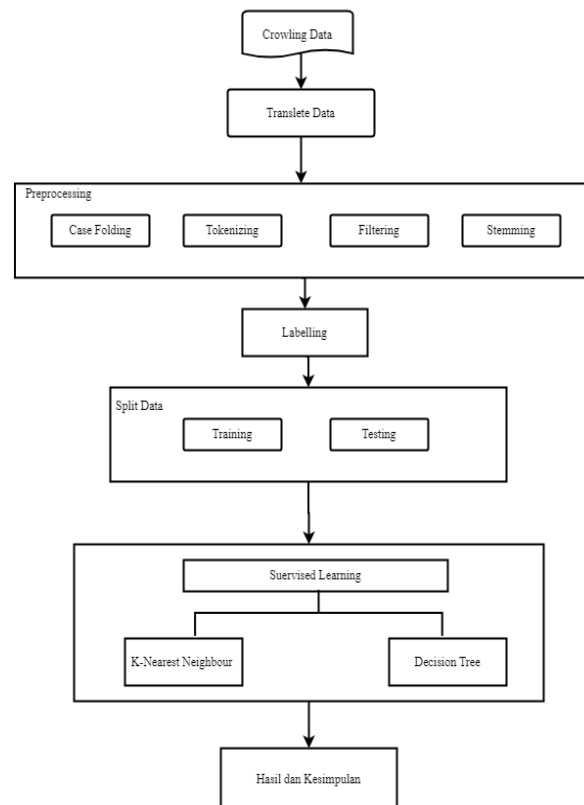 Crowling Data
Translete Data
Preprocessing
Case Folding
Tokenizing
Filtering
Stemming
Labelling
Split Data
Training
Testing
Suervised Learning
K-Nearest Neighbour
Decision Tree
Hasil dan Kesimpulan